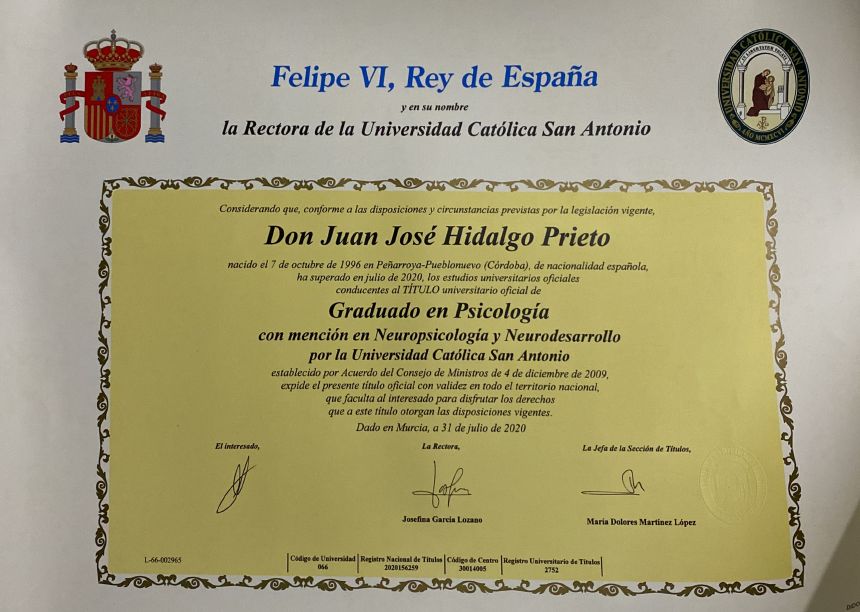 Felipe VI, Rey de España
y en su nombre
la Rectora de la Universidad Católica San Antonio
UNIVERSIDAD CATÓLICA SAN ANTONIO
AÑO MCMXCVI
Considerando que, conforme a las disposiciones y circunstancias previstas por la legislación vigente,
Don Juan José Hidalgo Prieto
nacido el 7 de octubre de 1996 en Peñarroya-Pueblonuevo (Córdoba), de nacionalidad española,
ha superado en julio de 2020, los estudios universitarios oficiales
conducentes al TÍTULO universitario oficial de
Graduado en Psicología
con mención en Neuropsicología y Neurodesarrollo
por la Universidad Católica San Antonio
establecido por Acuerdo del Consejo de Ministros de 4 de diciembre de 2009,
expide el presente título oficial con validez en todo el territorio nacional,
que faculta al interesado para disfrutar los derechos
que a este título otorgan las disposiciones vigentes.
Dado en Murcia, a 31 de julio de 2020
El interesado,
La Rectora,
La Jefa de la Sección de Títulos,
Josefina García Lozano
María Dolores Martínez López
L-66-002965
Código de Universidad
066
Registro Nacional de Títulos
2020156259
Código de Centro
30014005
Registro Universitario de Títulos
2752